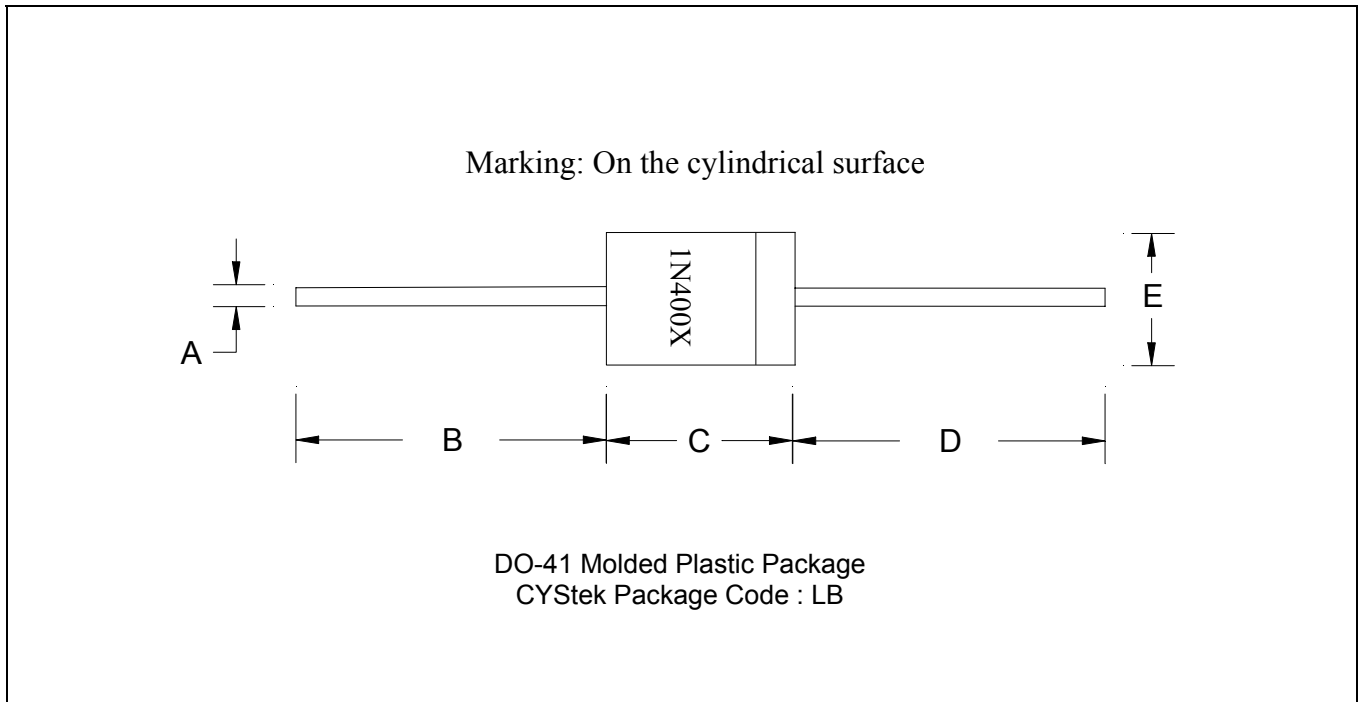 Marking: On the cylindrical surface
1N400X
A
E
B
C
D
DO-41 Molded Plastic Package
CYStek Package Code : LB